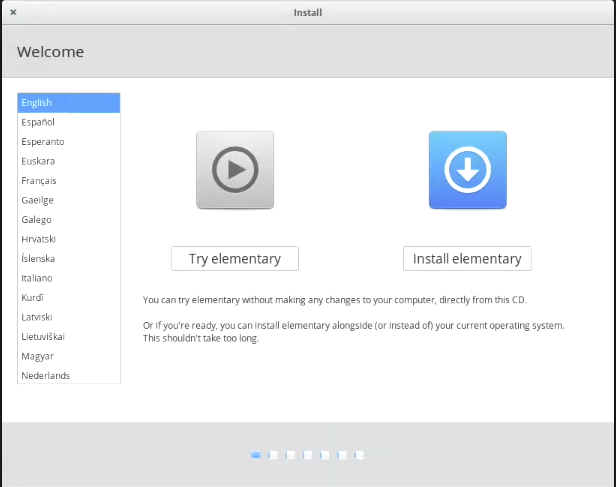 Install
Welcome
English
Español
Esperanto
Euskara
Français
Gaeilge
Galego
Hrvatski
Íslenska
Italiano
Kurdî
Latviski
Lietuviškai
Magyar
Nederlands
Try elementary
Install elementary
You can try elementary without making any changes to your computer, directly from this CD.
Or if you're ready, you can install elementary alongside (or instead of) your current operating system.
This shouldn't take too long.